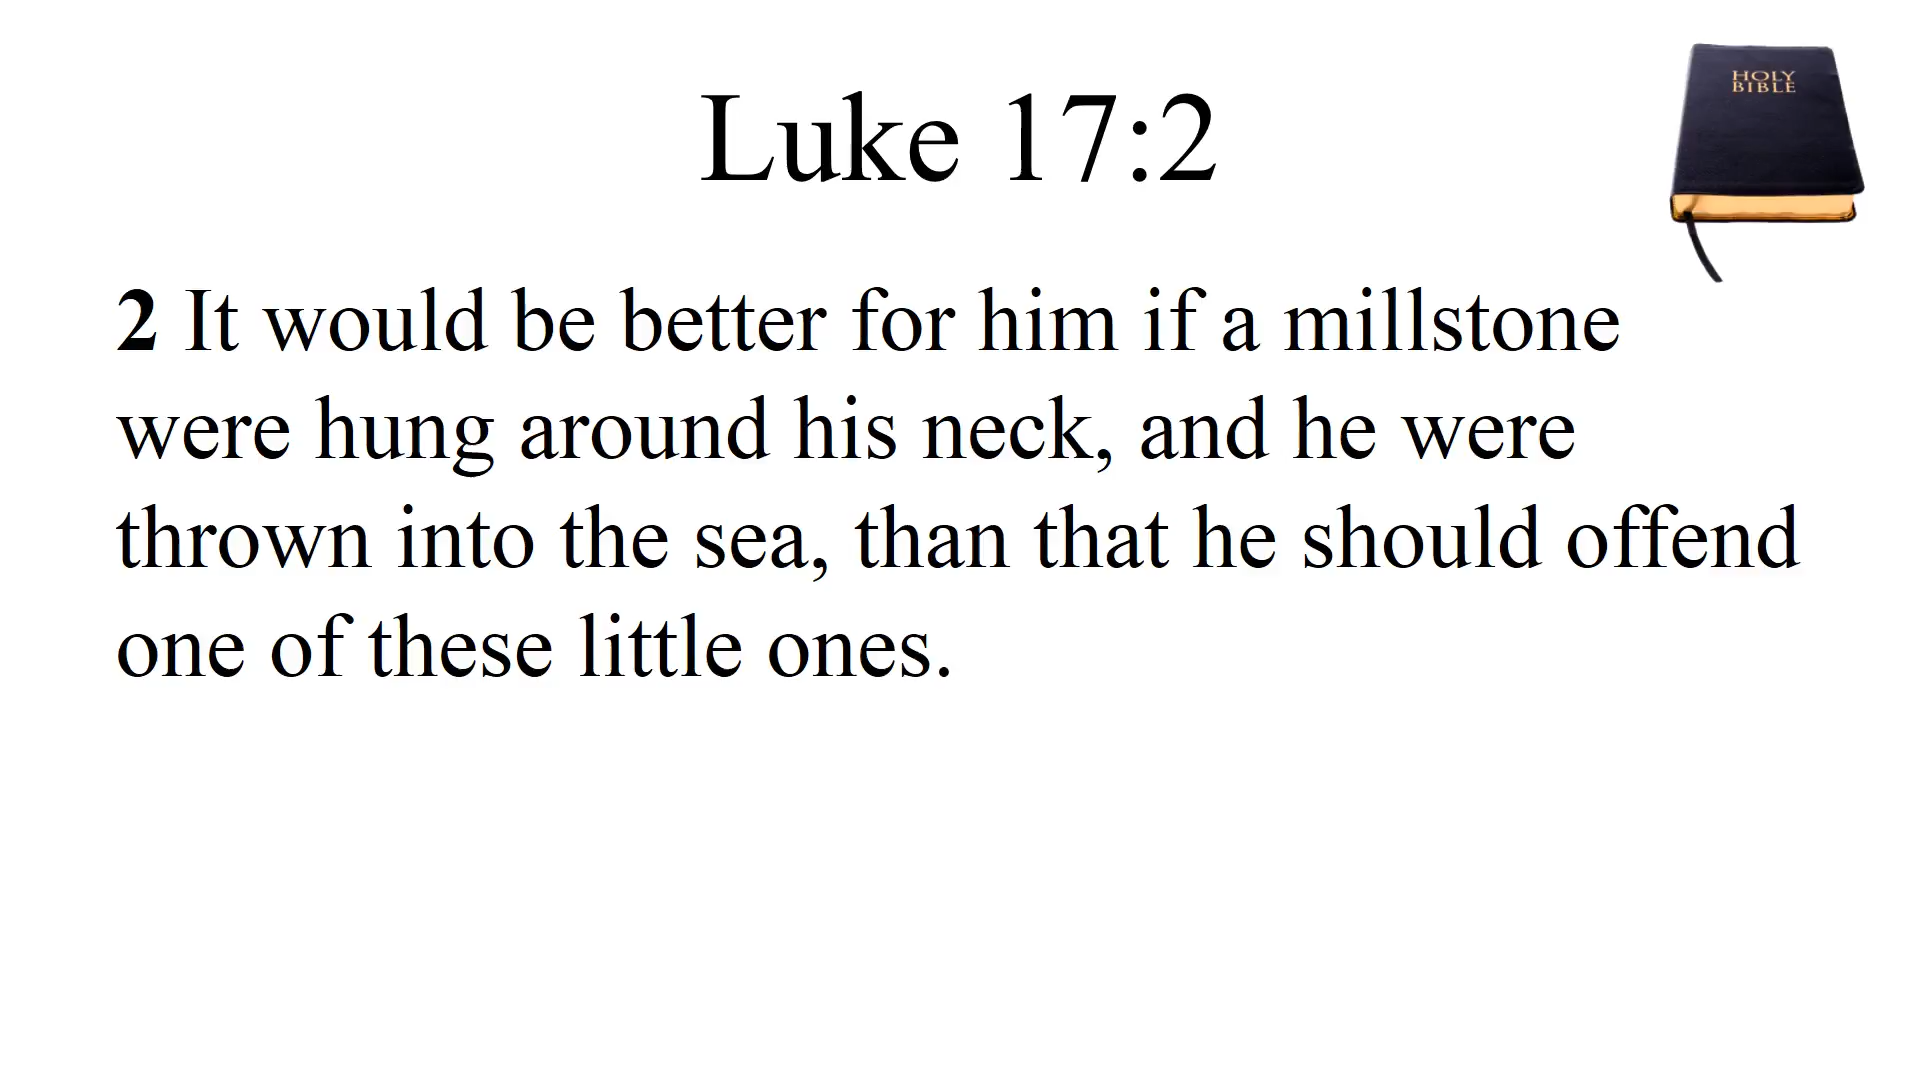 Luke 17:2
HOLY
BIBLE
2 It would be better for him if a millstone
were hung around his neck, and he were
thrown into the sea, than that he should offend
one of these little ones.